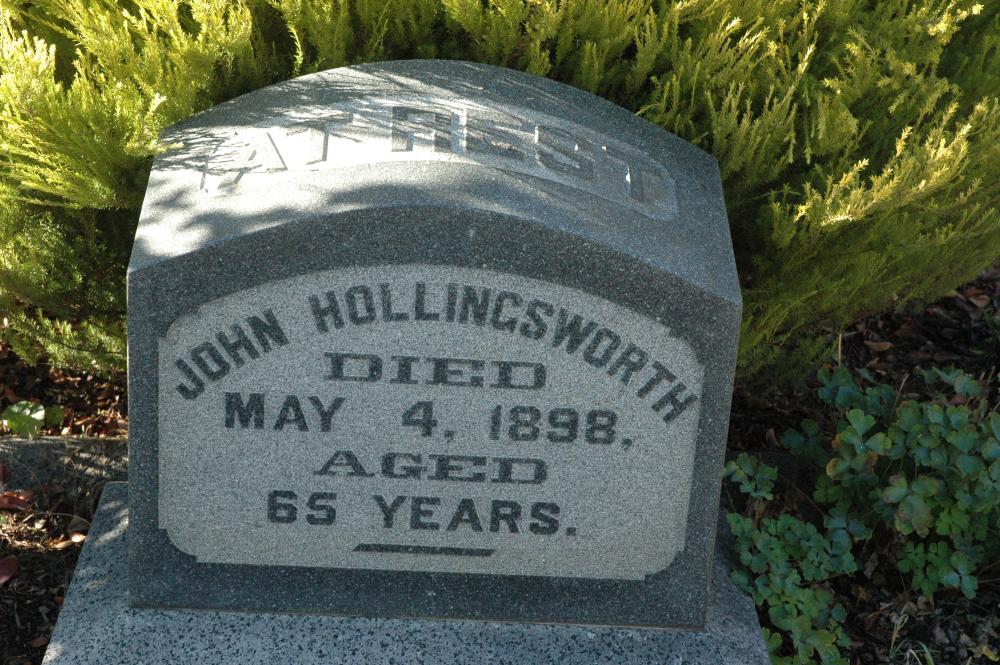 AT REST
JOHN HOLLINGSWORTH
DIED
MAY 4, 1898.
AGED
65 YEARS.